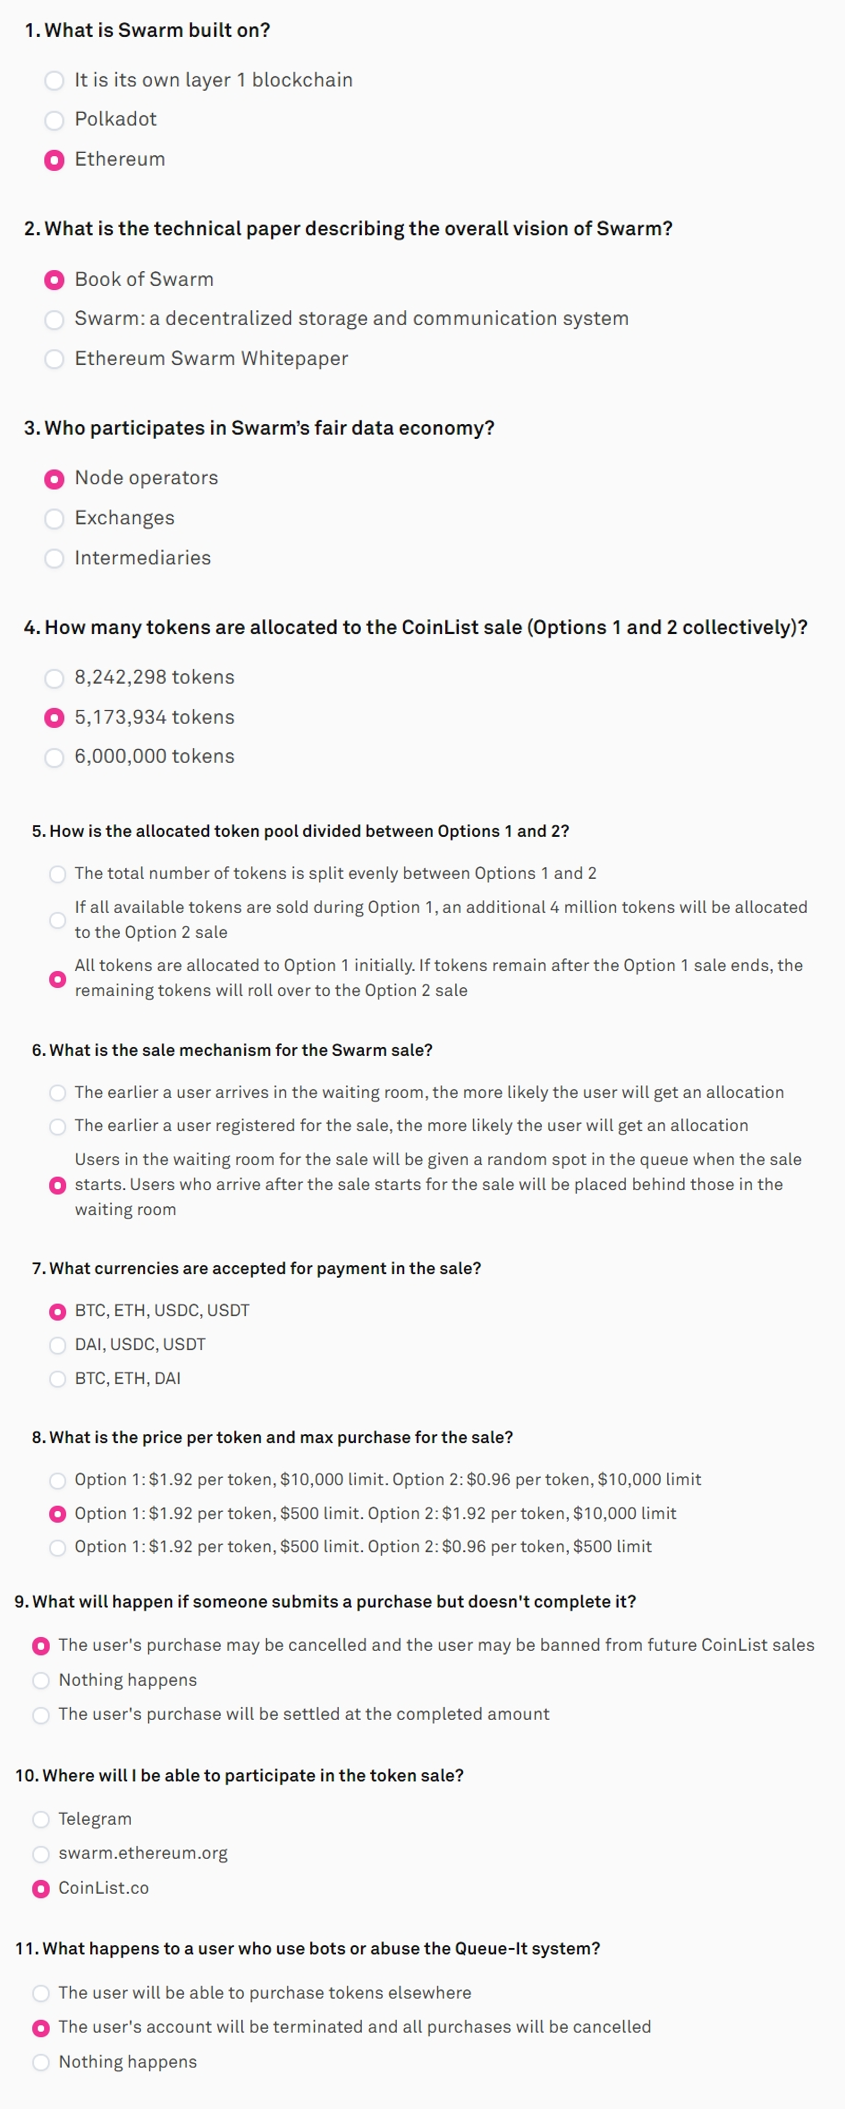 1. What is Swarm built on?
It is its own layer 1 blockchain
Polkadot
Ethereum
2. What is the technical paper describing the overall vision of Swarm?
Book of Swarm
Swarm: a decentralized storage and communication system
Ethereum Swarm Whitepaper
3. Who participates in Swarm’s fair data economy?
Node operators
Exchanges
Intermediaries
4. How many tokens are allocated to the CoinList sale (Options 1 and 2 collectively)?
8,242,298 tokens
5,173,934 tokens
6,000,000 tokens
5. How is the allocated token pool divided between Options 1 and 2?
The total number of tokens is split evenly between Options 1 and 2
If all available tokens are sold during Option 1, an additional 4 million tokens will be allocated
to the Option 2 sale
All tokens are allocated to Option 1 initially. If tokens remain after the Option 1 sale ends, the
remaining tokens will roll over to the Option 2 sale
6. What is the sale mechanism for the Swarm sale?
The earlier a user arrives in the waiting room, the more likely the user will get an allocation
The earlier a user registered for the sale, the more likely the user will get an allocation
Users in the waiting room for the sale will be given a random spot in the queue when the sale
starts. Users who arrive after the sale starts for the sale will be placed behind those in the
waiting room
7. What currencies are accepted for payment in the sale?
BTC, ETH, USDC, USDT
DAI, USDC, USDT
BTC, ETH, DAI
8. What is the price per token and max purchase for the sale?
Option 1: $1.92 per token, $10,000 limit. Option 2: $0.96 per token, $10,000 limit
Option 1: $1.92 per token, $500 limit. Option 2: $1.92 per token, $10,000 limit
Option 1: $1.92 per token, $500 limit. Option 2: $0.96 per token, $500 limit
9. What will happen if someone submits a purchase but doesn't complete it?
The user's purchase may be cancelled and the user may be banned from future CoinList sales
Nothing happens
The user's purchase will be settled at the completed amount
10. Where will I be able to participate in the token sale?
Telegram
swarm.ethereum.org
CoinList.co
11. What happens to a user who use bots or abuse the Queue-It system?
The user will be able to purchase tokens elsewhere
The user's account will be terminated and all purchases will be cancelled
Nothing happens